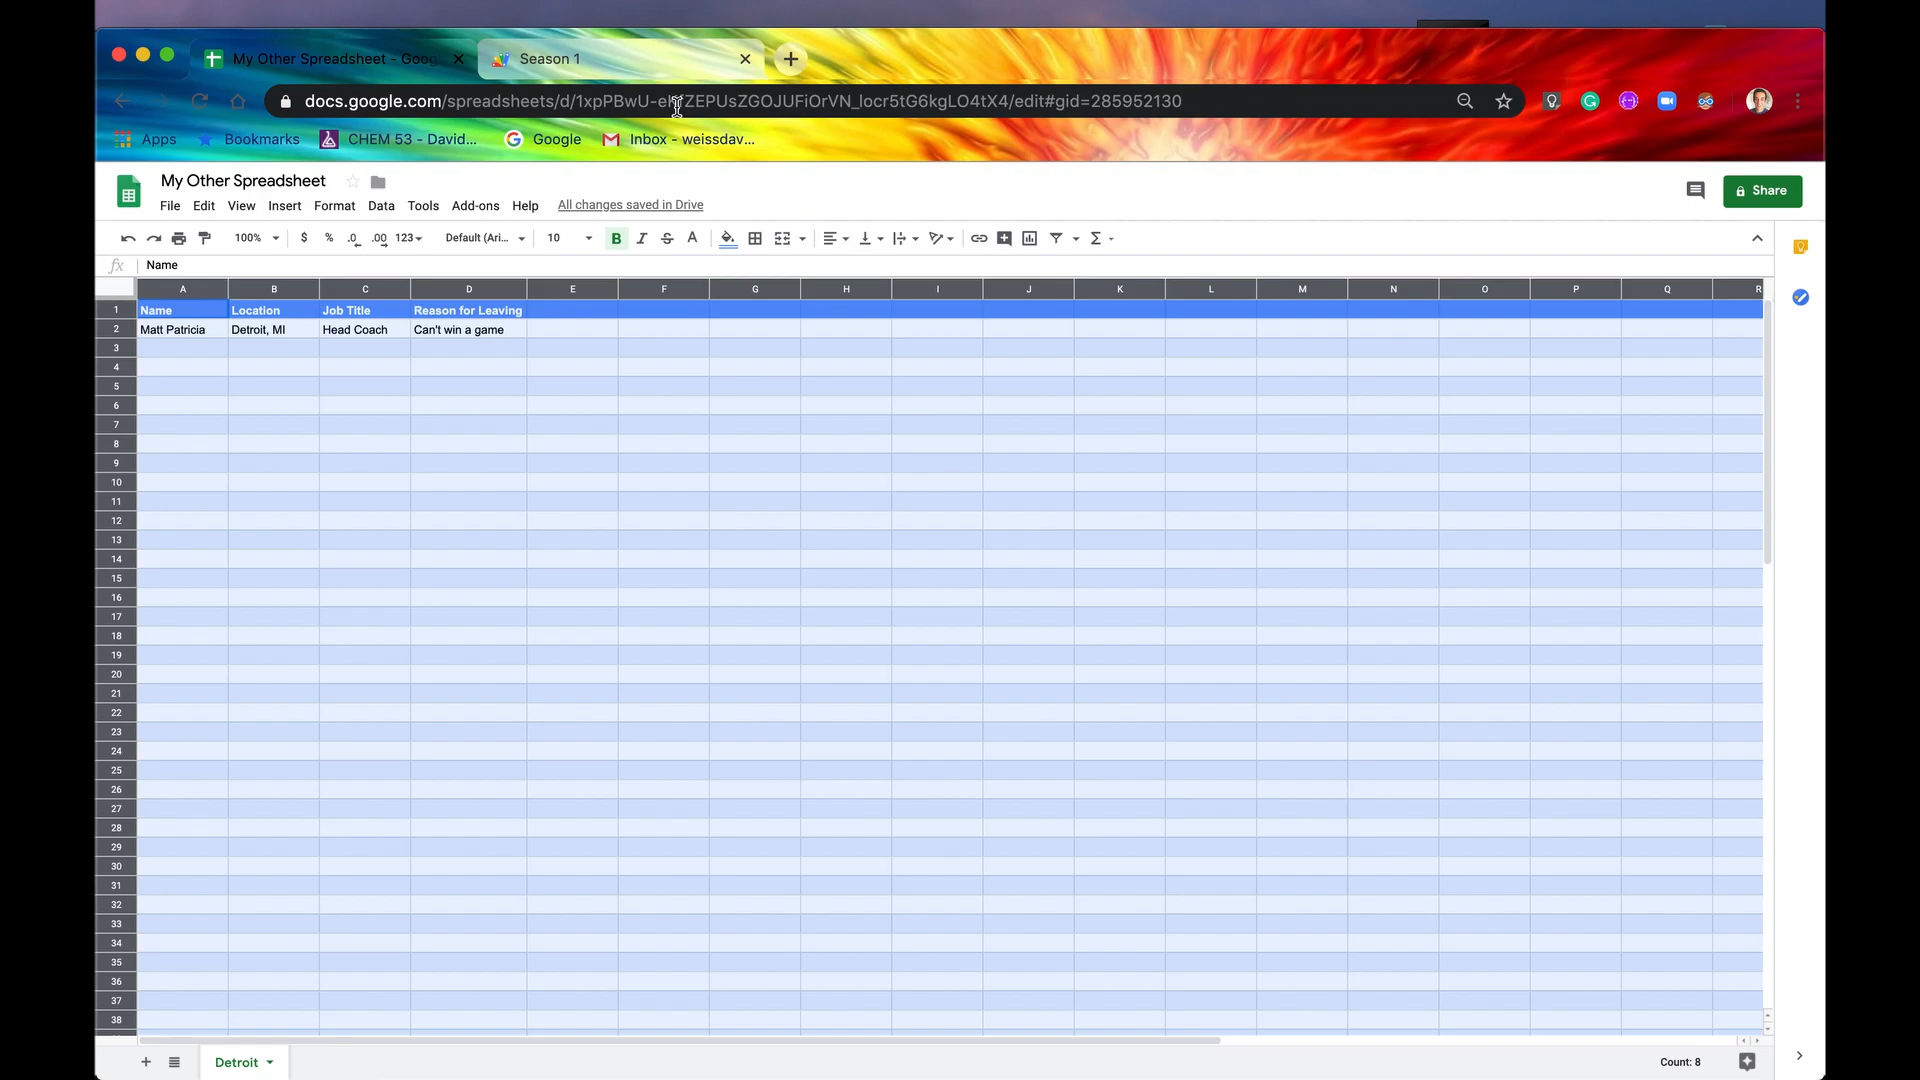 My Other Spreadsheet - Goog
Season 1
docs.google.com/spreadsheets/d/
Apps
Bookmarks
CHEM 53 - David...
Google
Inbox - weissdav...
My Other Spreadsheet
Share
File Edit View Insert Format Data Tools Add-ons Help All changes saved in Drive
100% $ % .0 .00 123 Default (Ari... 10 B I S A Σ
fx Name
A B C D E F G H I J K L M N O P Q R
1 Name Location Job Title Reason for Leaving
2 Matt Patricia Detroit, MI Head Coach Can't win a game
3
4
5
6
7
8
9
10
11
12
13
14
15
16
17
18
19
20
21
22
23
24
25
26
27
28
29
30
31
32
33
34
35
36
37
38
Detroit
Count: 8